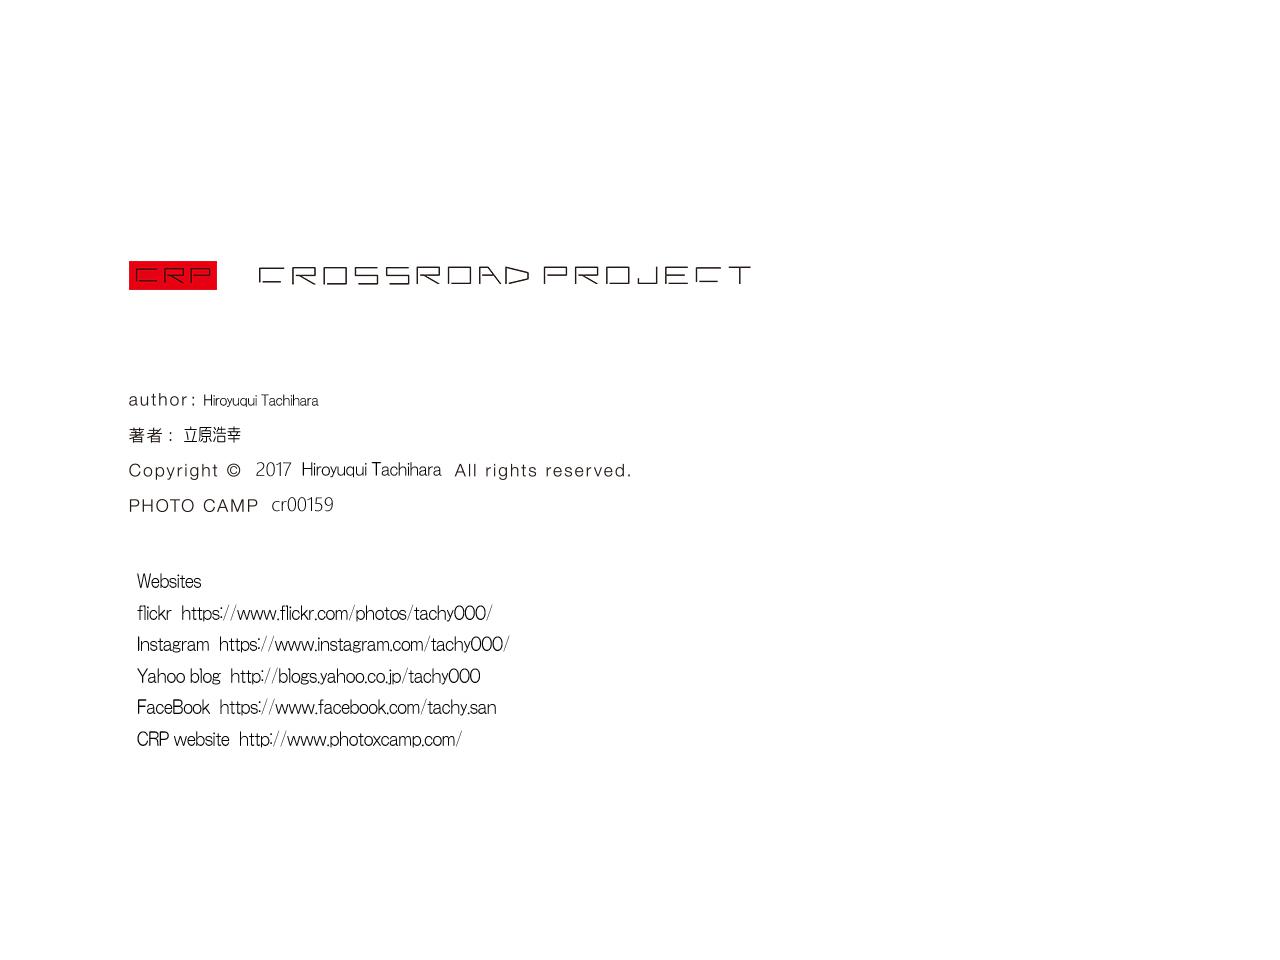 CRP CROSSROAD PROJECT
author: Hiroyuqui Tachihara
著者: 立原浩幸
Copyright © 2017 Hiroyuqui Tachihara All rights reserved.
PHOTO CAMP cr00159
Websites
flickr https://www.flickr.com/photos/tachy000/
Instagram https://www.instagram.com/tachy000/
Yahoo blog http://blogs.yahoo.co.jp/tachy000
FaceBook https://www.facebook.com/tachy.san
CRP website http://www.photoxcamp.com/